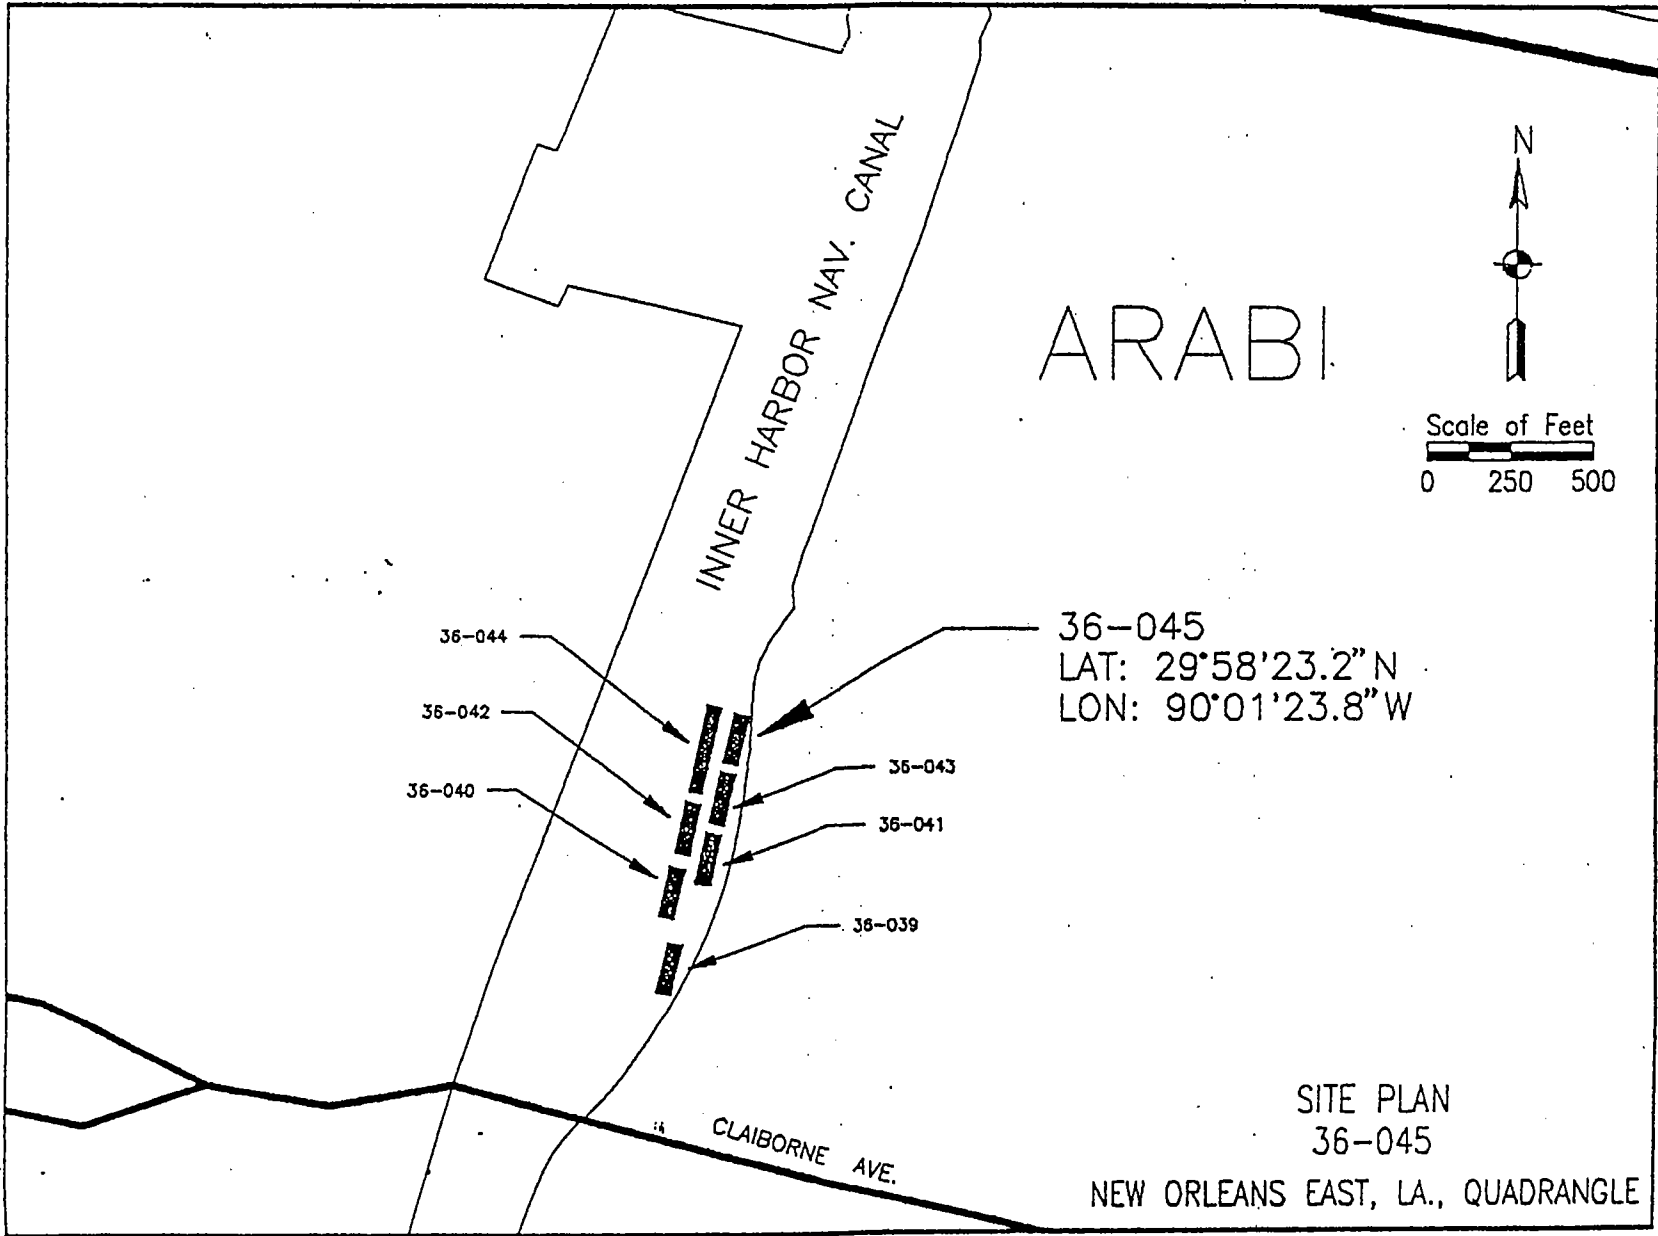 INNER HARBOR NAV. CANAL
N
ARABI
Scale of Feet
0 250 500
36-045
LAT: 29°58'23.2"N
LON: 90°01'23.8"W
36-044
36-042
36-040
36-043
36-041
36-039
CLAIBORNE AVE.
SITE PLAN
36-045
NEW ORLEANS EAST, LA., QUADRANGLE